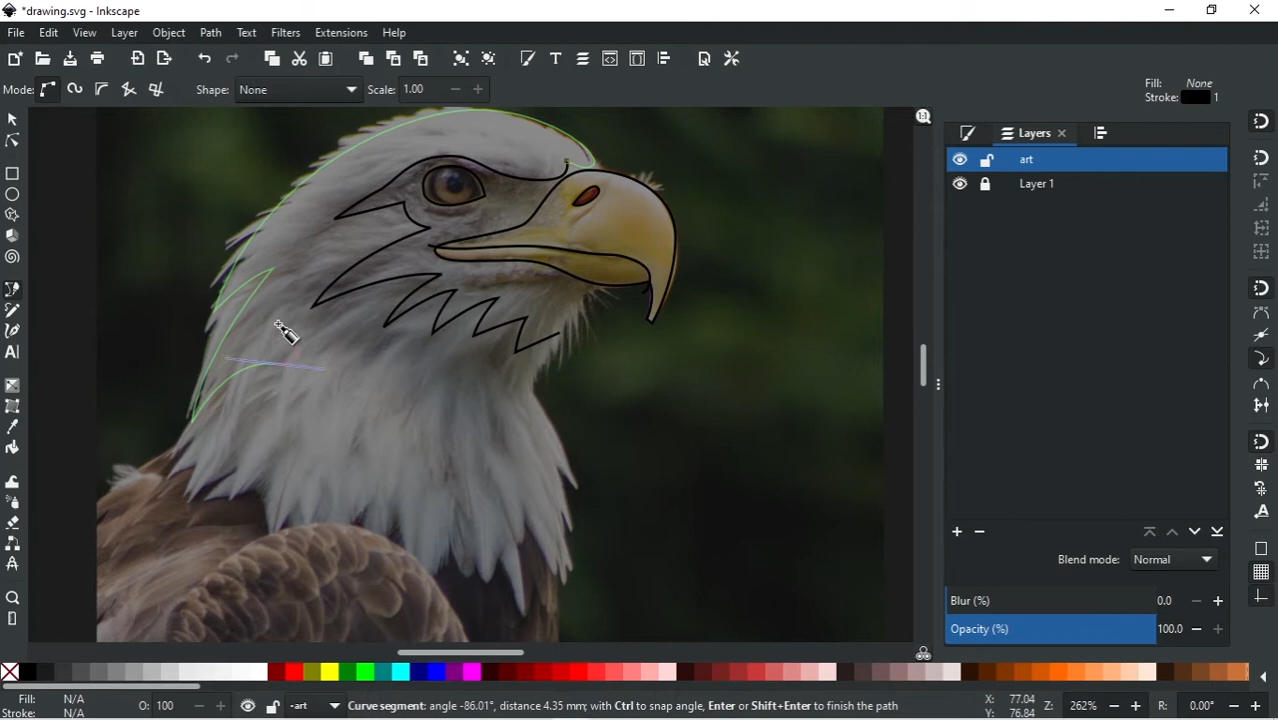 *drawing.svg - Inkscape
File Edit View Layer Object Path Text Filters Extensions Help
Mode: Shape: None Scale: 1.00 Fill: None
Stroke: 1
Layers
art
Layer 1
Blend mode: Normal
Blur (%) 0.0
Opacity (%) 100.0
Fill: N/A
Stroke: N/A
O: 100
-art
Curve segment: angle -86.01°, distance 4.35 mm; with Ctrl to snap angle, Enter or Shift+Enter to finish the path
X: 77.04
Y: 76.84
Z: 262%
R: 0.00°